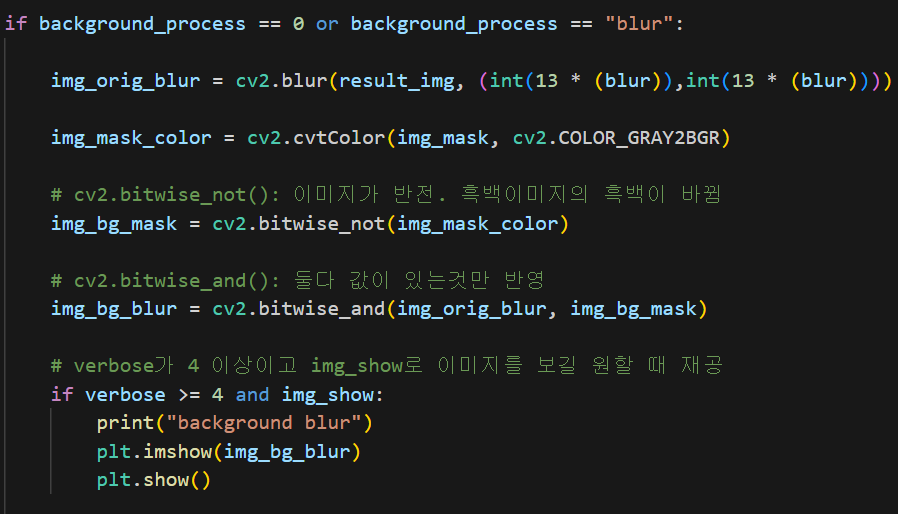 if background_process == 0 or background_process == "blur":
img_orig_blur = cv2.blur(result_img, (int(13 * (blur)),int(13 * (blur))))
img_mask_color = cv2.cvtColor(img_mask, cv2.COLOR_GRAY2BGR)
# cv2.bitwise_not(): 이미지가 반전. 흑백이미지의 흑백이 바뀜
img_bg_mask = cv2.bitwise_not(img_mask_color)
# cv2.bitwise_and(): 둘다 값이 있는것만 반영
img_bg_blur = cv2.bitwise_and(img_orig_blur, img_bg_mask)
# verbose가 4 이상이고 img_show로 이미지를 보길 원할 때 재공
if verbose >= 4 and img_show:
print("background blur")
plt.imshow(img_bg_blur)
plt.show()